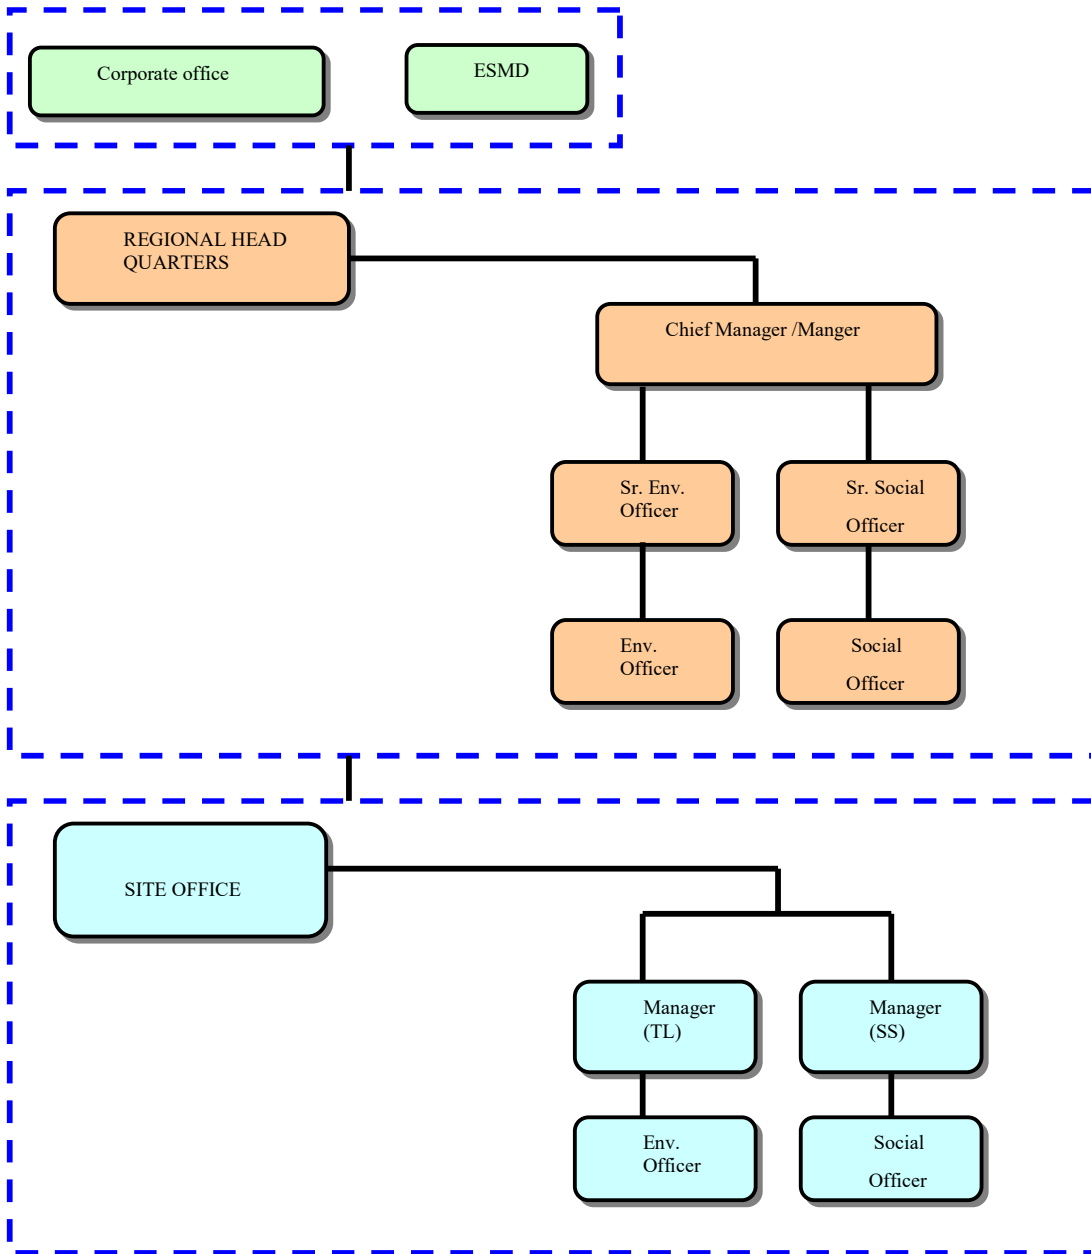 Corporate office
ESMD
REGIONAL HEAD
QUARTERS
Chief Manager /Manger
Sr. Env.
Officer
Sr. Social
Officer
Env.
Officer
Social
Officer
SITE OFFICE
Manager
(TL)
Manager
(SS)
Env.
Officer
Social
Officer